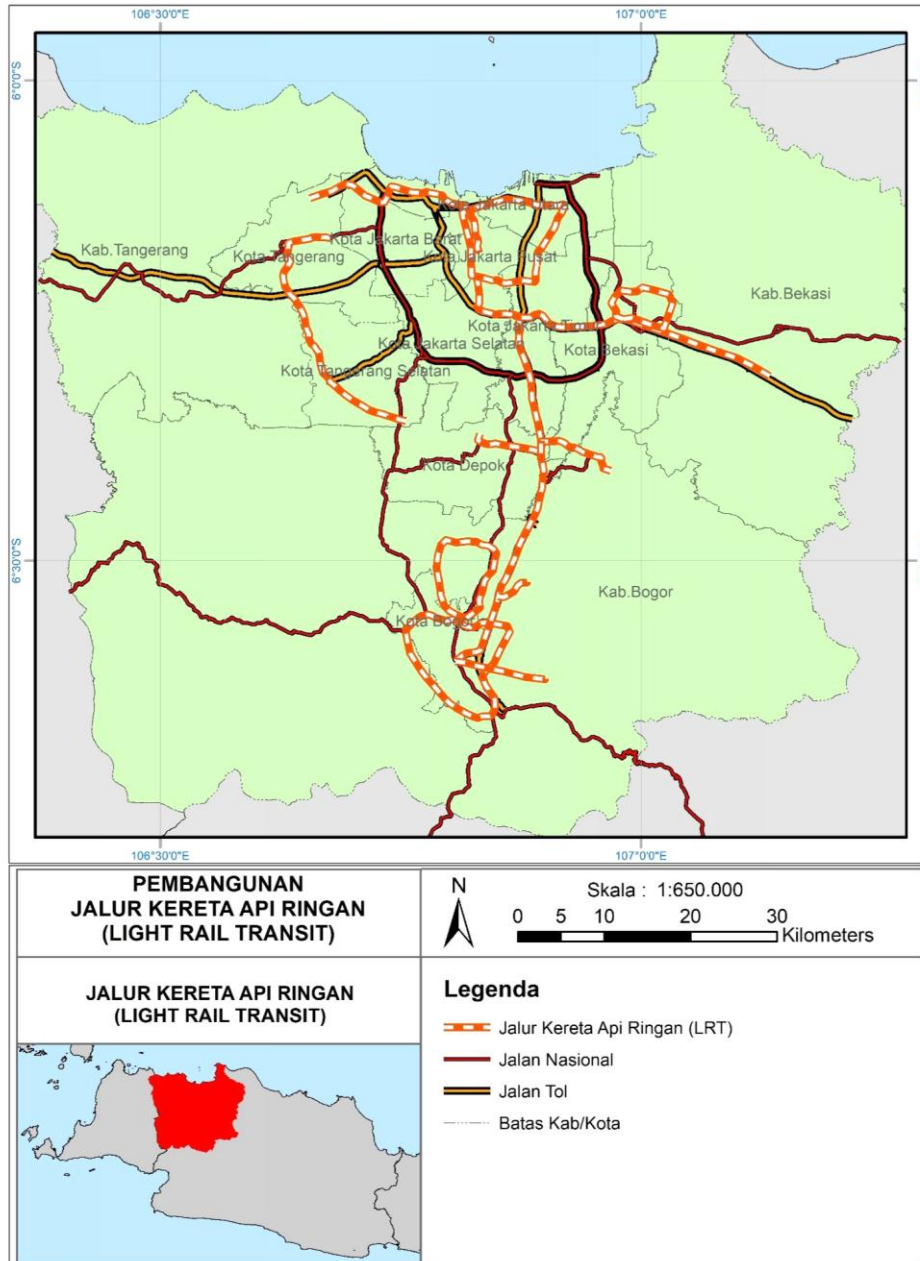 106°30'0"E 107°0'0"E
6°0'0"S
Kota Jakarta Utara
Kab.Tangerang
Kota Tangerang
Kota Jakarta Barat
Kota Jakarta Pusat
Kab.Bekasi
Kota Jakarta Timur
Kota Jakarta Selatan
Kota Bekasi
Kota Tangerang Selatan
Kota Depok
6°30'0"S
Kab.Bogor
Kota Bogor
106°30'0"E 107°0'0"E
PEMBANGUNAN
JALUR KERETA API RINGAN
(LIGHT RAIL TRANSIT)
N
Skala : 1:650.000
0 5 10 20 30
Kilometers
JALUR KERETA API RINGAN
(LIGHT RAIL TRANSIT)
Legenda
Jalur Kereta Api Ringan (LRT)
Jalan Nasional
Jalan Tol
Batas Kab/Kota